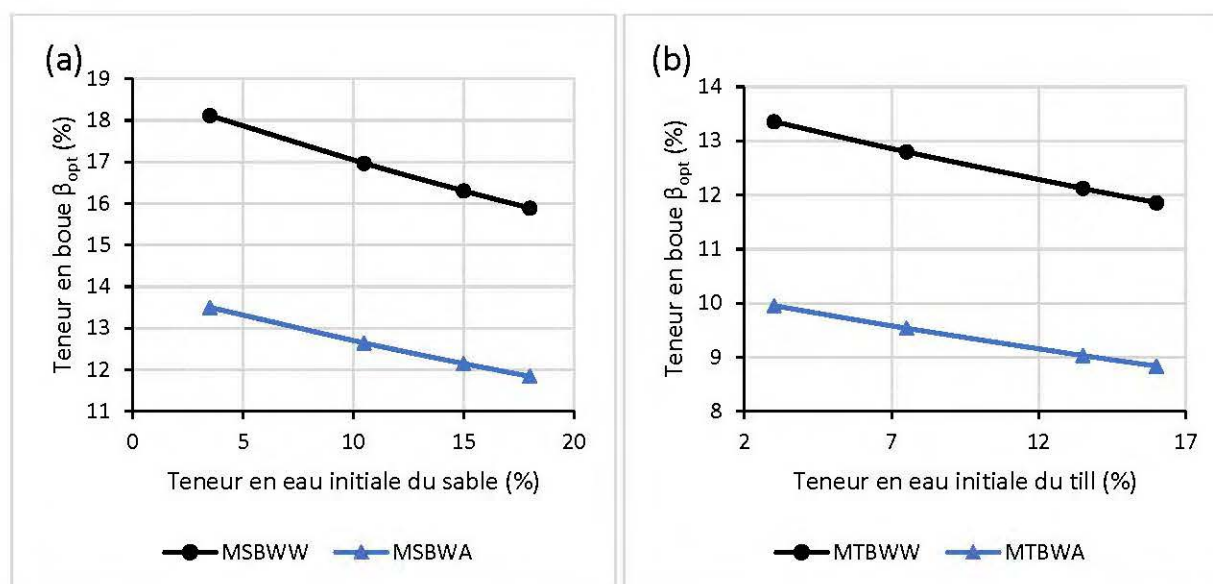 (a)
19
18
17
16
15
14
13
12
11
Teneur en boue βopt (%)
0 5 10 15 20
Teneur en eau initiale du sable (%)
MSBWW MSBWA
(b)
14
13
12
11
10
9
8
Teneur en boue βopt (%)
2 7 12 17
Teneur en eau initiale du till (%)
MTBWW MTBWA